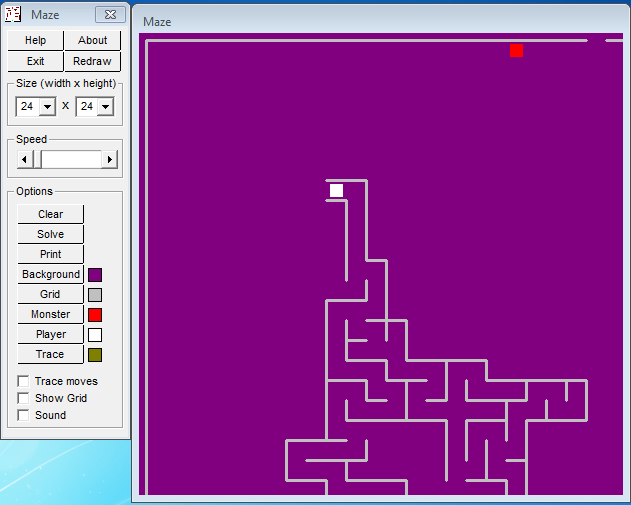 Maze
Help About
Exit Redraw
Size (width x height)
24 x 24
Speed
Options
Clear
Solve
Print
Background
Grid
Monster
Player
Trace
Trace moves
Show Grid
Sound
Maze